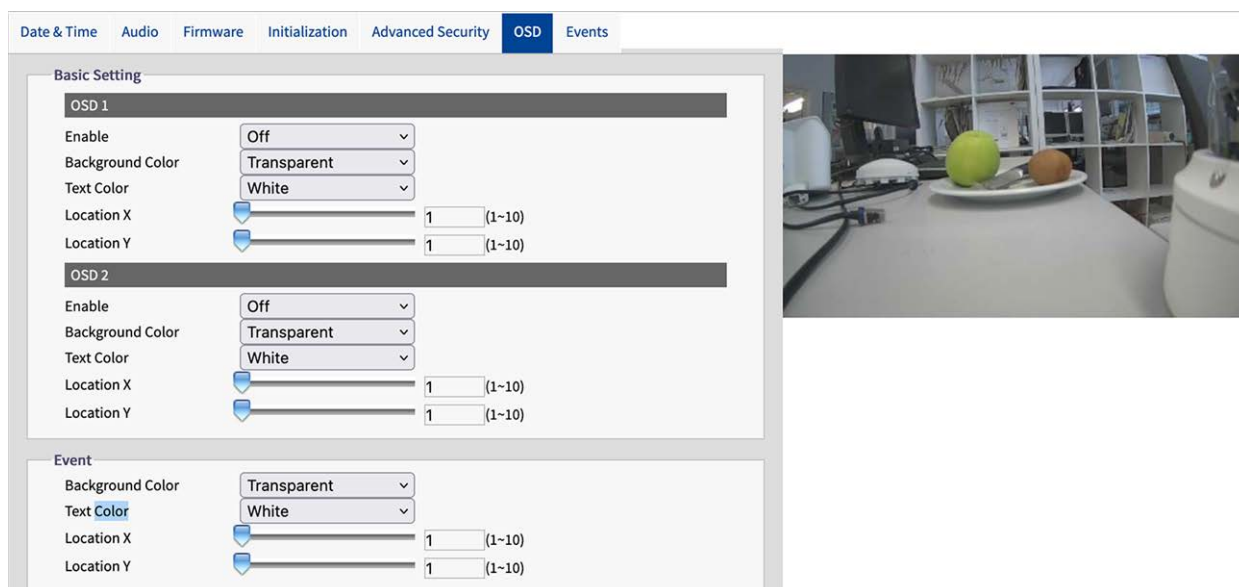 Date & Time Audio Firmware Initialization Advanced Security OSD Events
Basic Setting
OSD 1
Enable Off
Background Color Transparent
Text Color White
Location X 1 (1~10)
Location Y 1 (1~10)
OSD 2
Enable Off
Background Color Transparent
Text Color White
Location X 1 (1~10)
Location Y 1 (1~10)
Event
Background Color Transparent
Text Color White
Location X 1 (1~10)
Location Y 1 (1~10)